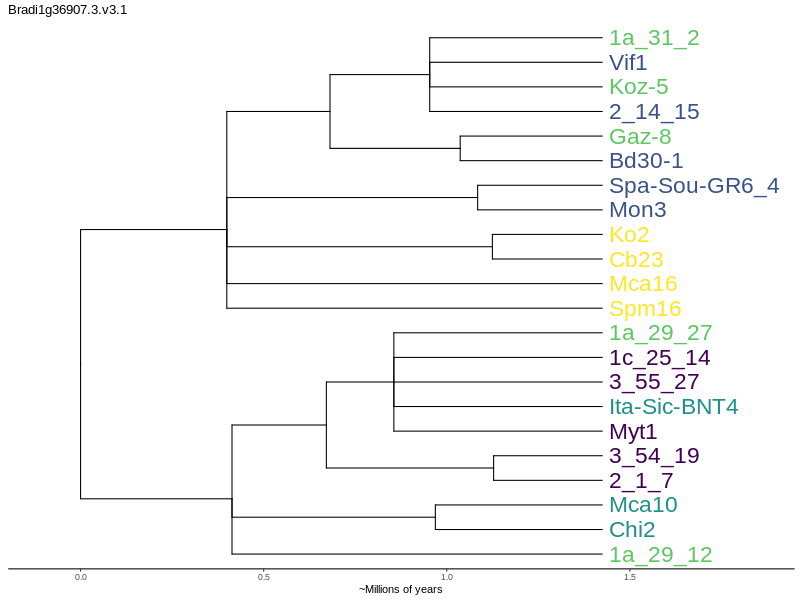 Bradi1g36907.3.v3.1
1a_31_2
Vif1
Koz-5
2_14_15
Gaz-8
Bd30-1
Spa-Sou-GR6_4
Mon3
Ko2
Cb23
Mca16
Spm16
1a_29_27
1c_25_14
3_55_27
Ita-Sic-BNT4
Myt1
3_54_19
2_1_7
Mca10
Chi2
1a_29_12
0.0 0.5 1.0 1.5
~Millions of years